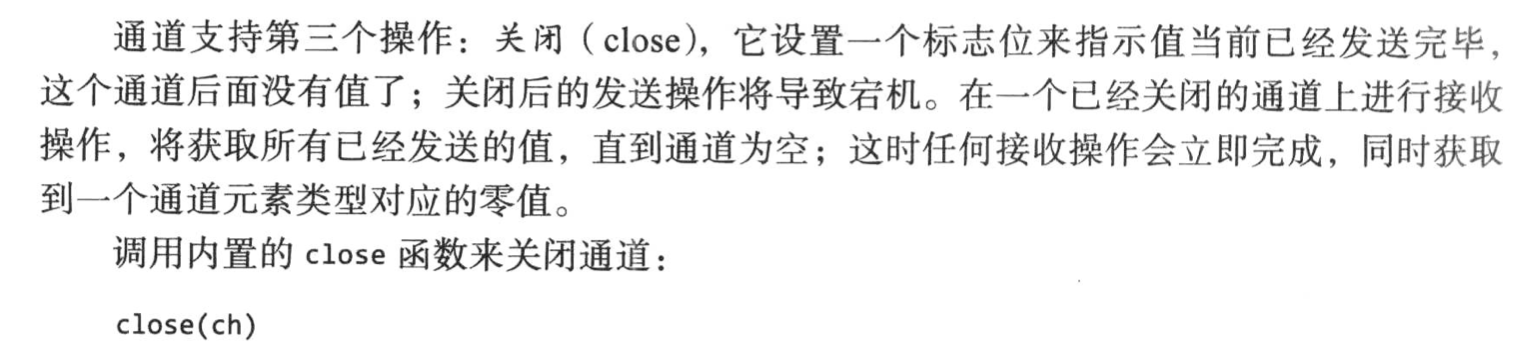 通道支持第三个操作：关闭（close），它设置一个标志位来指示值当前已经发送完毕，
这个通道后面没有值了；关闭后的发送操作将导致宕机。在一个已经关闭的通道上进行接收
操作，将获取所有已经发送的值，直到通道为空；这时任何接收操作会立即完成，同时获取
到一个通道元素类型对应的零值。
调用内置的 close 函数来关闭通道：
close(ch)